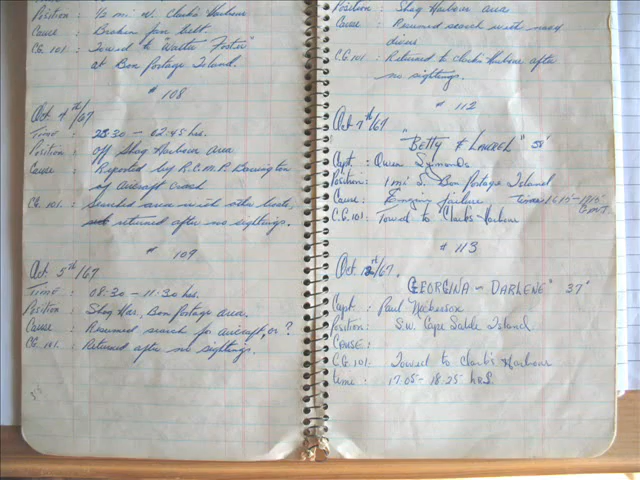 Position : 1/2 mi N. Clarks Harbour
Cause : Broken fan belt.
C.G. 101 : Towed to "Walter Foster"
at Bon Portage Island.
# 108
Oct 4th/67
Time : 23:30 - 02:45 hrs.
Position : off Shag Harbour area
Cause : Reported by R.C.M.P. Barrington
of Aircraft crash
C.G. 101 : Searched area with other boats,
returned after no sightings.
# 109
Oct 5th/67
Time : 08:30 - 11:30 hrs.
Position : Shag Har, Bon Portage area.
Cause : Resumed search for aircraft, or ?
C.G. 101 : Returned after no sightings.
Position : Shag Harbour area
Cause : Resumed search with navy
divers.
C.G. 101 : Returned to Clarks Harbour after
no sightings.
# 112
Oct 7th/67
"BETTY & LAUREL" 38'
Capt : Symonds
Position : 1 mi S. Bon Portage Island
Cause : Engine failure time: 1615-1715
C.G. 101 : Towed to Clarks Harbour
# 113
Oct /67.
GEORGINA - DARLENE" 37'
Capt : Paul Nickerson
Position : S.W. Cape Sable Island
CAUSE :
C.G. 101 : Towed to Clark's Harbour
time : 17:05 - 18:25 hrs.